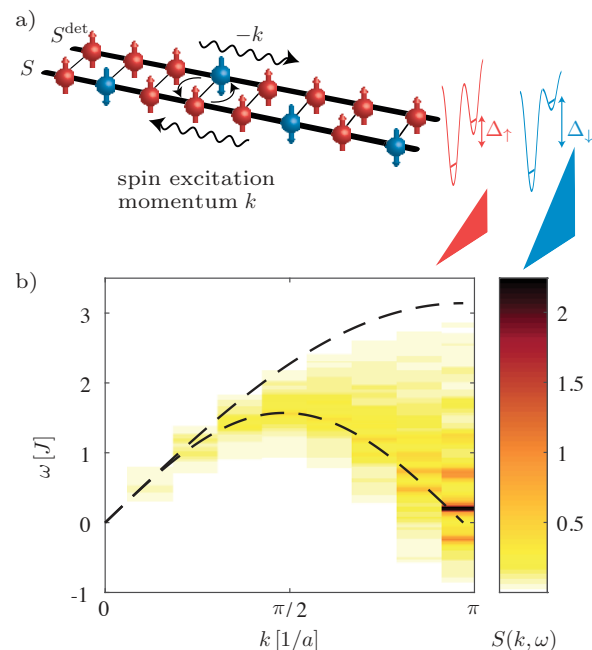 a)
S^det
S
−k
spin excitation
momentum k
Δ↑
Δ↓
b)
3
2
1
0
-1
ω [J]
0
π/2
π
k [1/a]
2
1.5
1
0.5
S(k, ω)